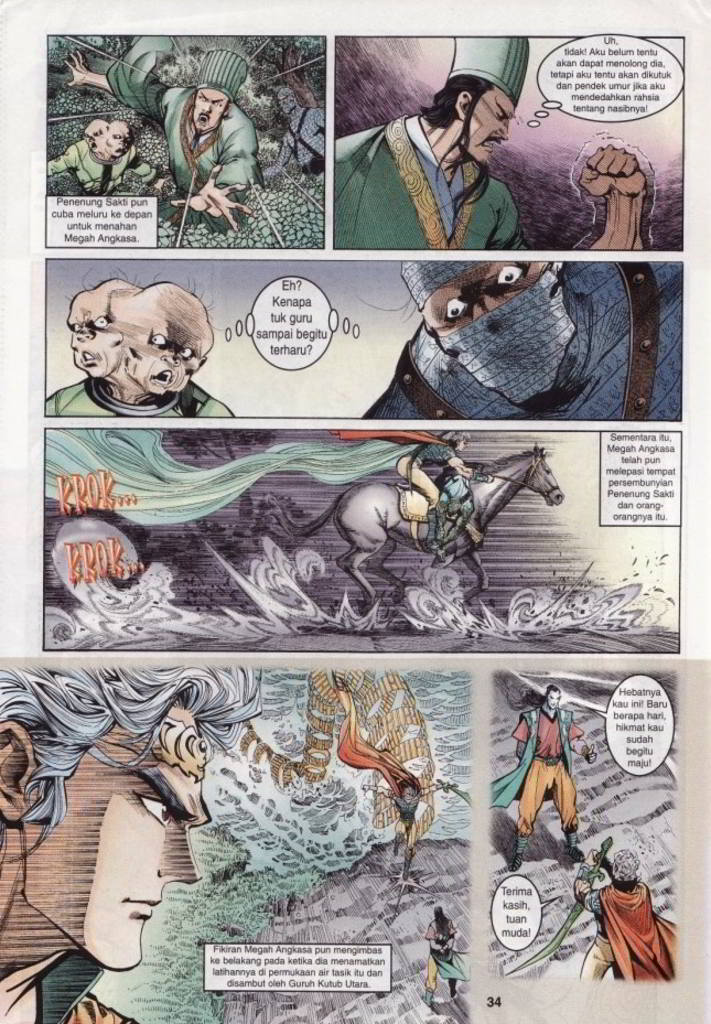 Penenung Sakti pun
cuba meluru ke depan
untuk menahan
Megah Angkasa.
Uh,
tidak! Aku belum tentu
akan dapat menolong dia,
tetapi aku tentu akan dikutuk
dan pendek umur jika aku
mendedahkan rahsia
tentang nasibnya!
Eh?
Kenapa
tuk guru
sampai begitu
terharu?
Sementara itu,
Megah Angkasa
telah pun
melepasi tempat
persembunyian
Penenung Sakti
dan orang-
orangnya itu.
KROK...
KROK...
Fikiran Megah Angkasa pun mengimbas
ke belakang pada ketika dia menamatkan
latihannya di permukaan air tasik itu dan
disambut oleh Guruh Kutub Utara.
Hebatnya
kau ini! Baru
berapa hari,
hikmat kau
sudah
begitu
maju!
Terima
kasih,
tuan
muda!
34